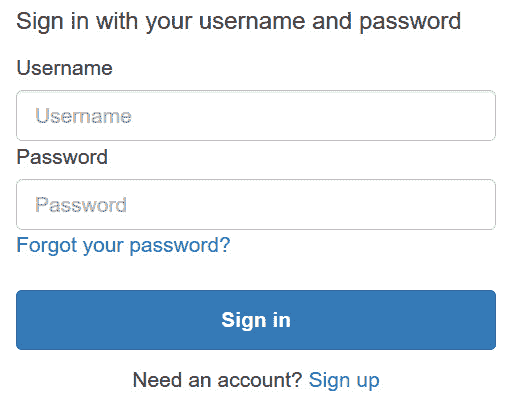 Sign in with your username and password
Username
Username
Password
Password
Forgot your password?
Sign in
Need an account? Sign up